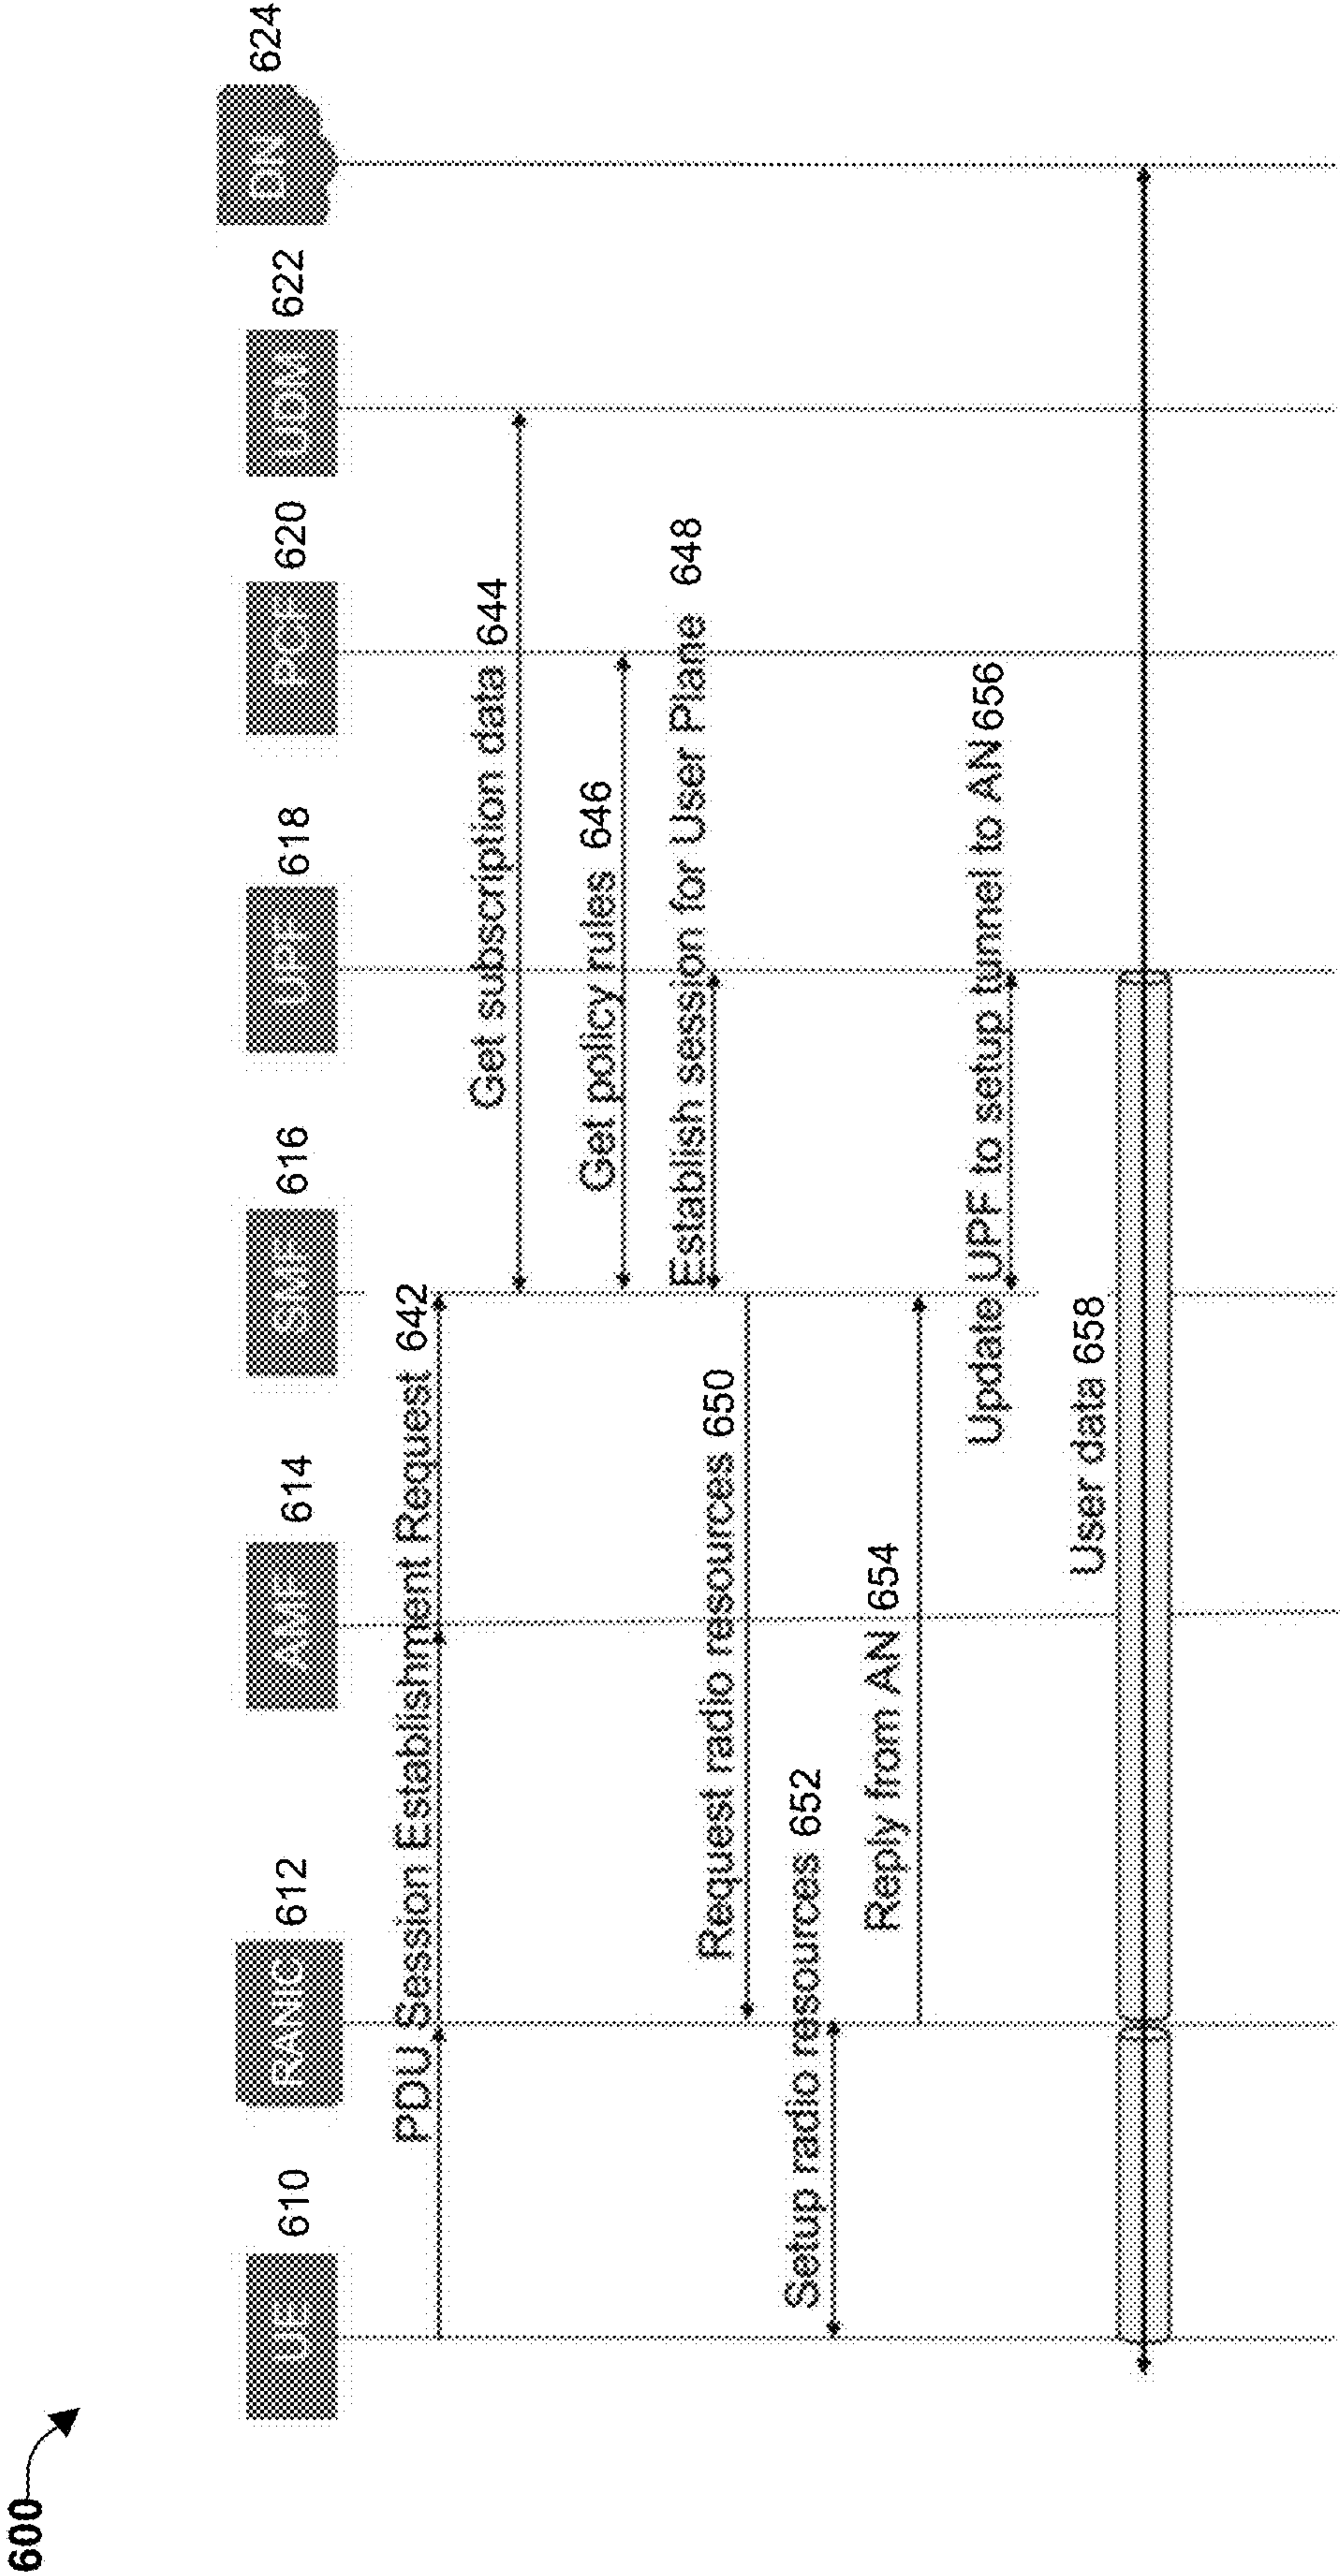 600
UE 610
RANIC 612
AMF 614
SMF 616
UPF 618
PCF 620
UDM 622
DN 624
PDU Session Establishment Request 642
Get subscription data 644
Get policy rules 646
Establish session for User Plane 648
Request radio resources 650
Setup radio resources 652
Reply from AN 654
Update UPF to setup tunnel to AN 656
User data 658